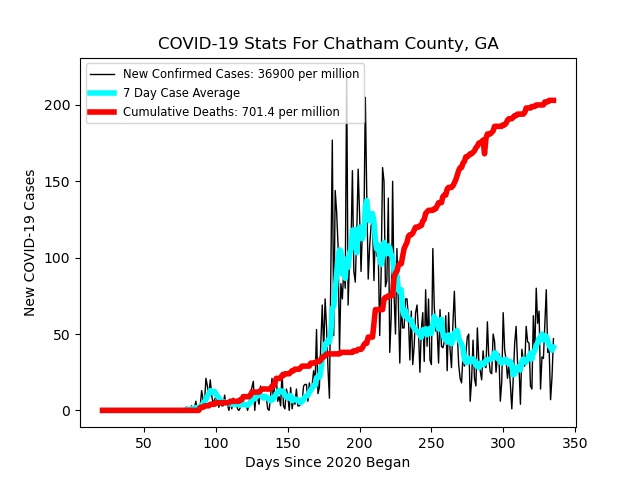 COVID-19 Stats For Chatham County, GA
New Confirmed Cases: 36900 per million
7 Day Case Average
Cumulative Deaths: 701.4 per million
New COVID-19 Cases
200
150
100
50
0
50 100 150 200 250 300 350
Days Since 2020 Began